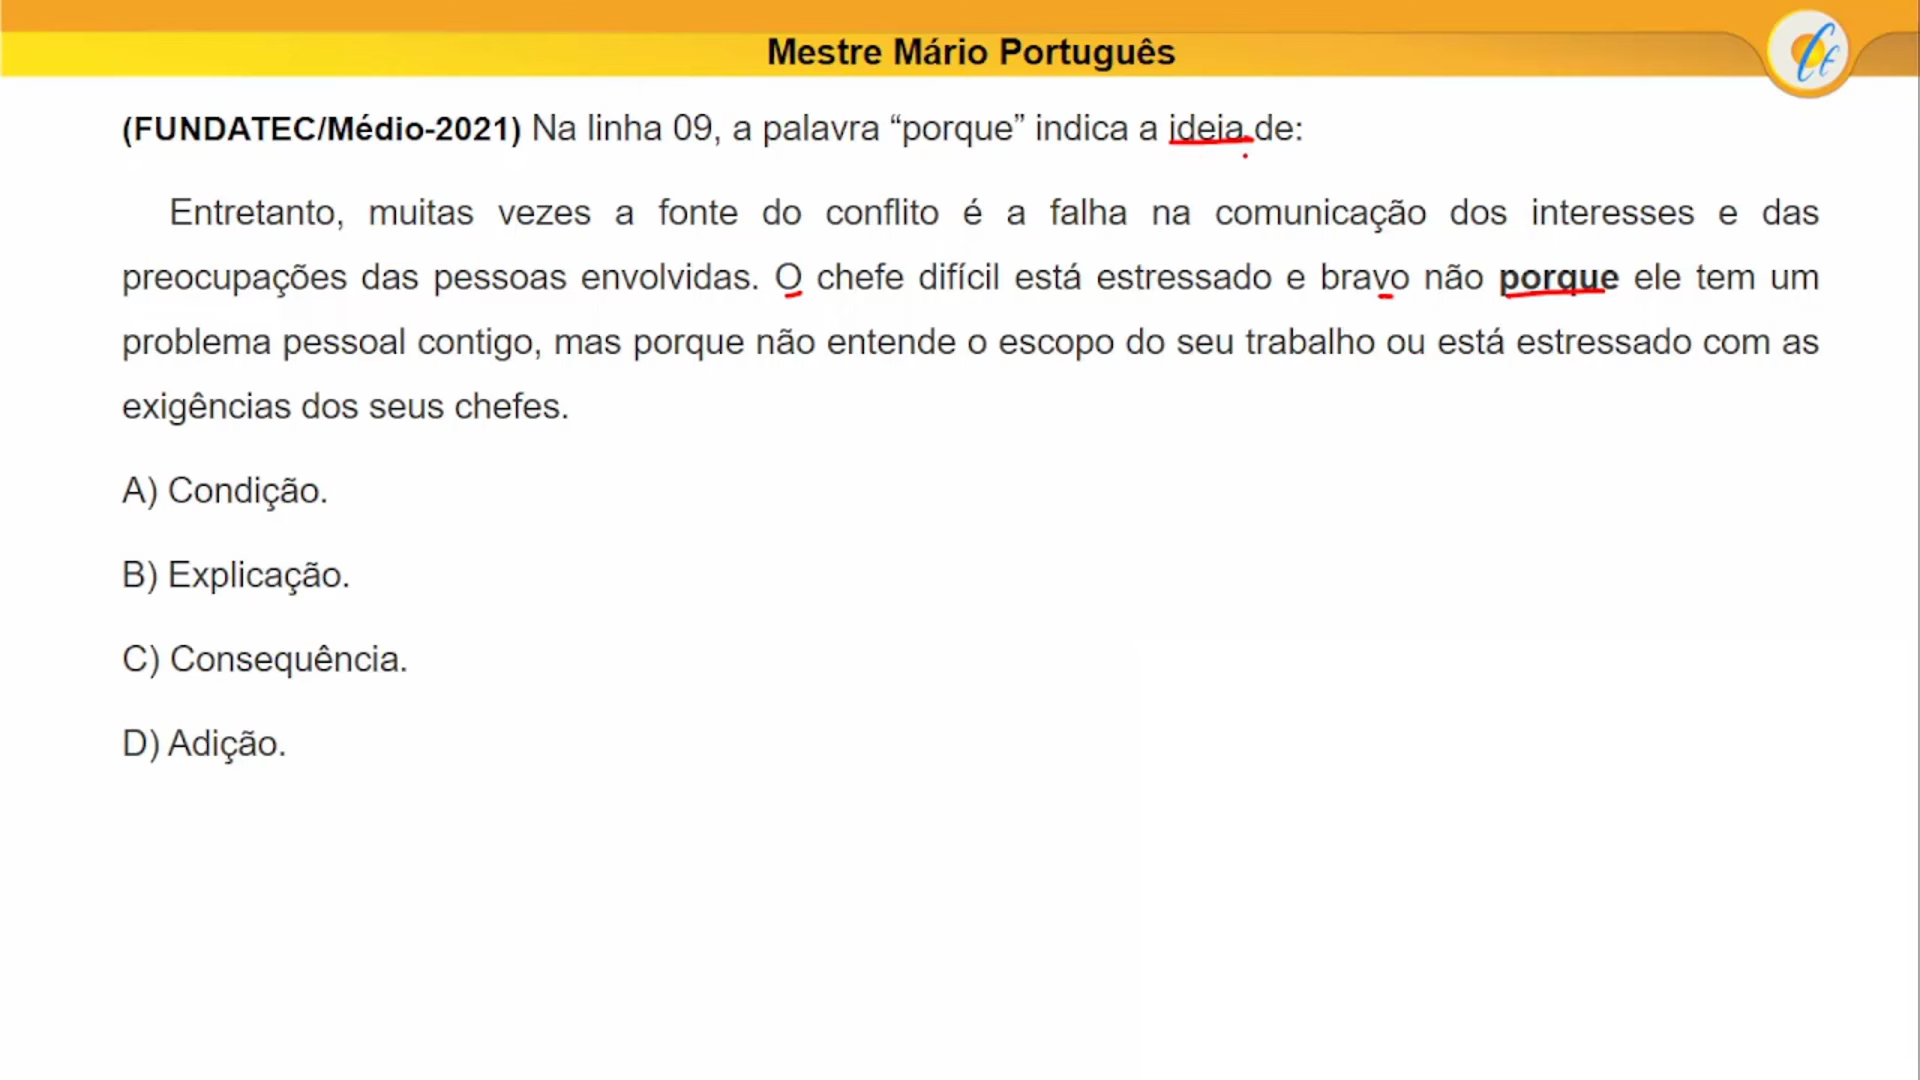 Mestre Mário Português
(FUNDATEC/Médio-2021) Na linha 09, a palavra “porque” indica a ideia de:
Entretanto, muitas vezes a fonte do conflito é a falha na comunicação dos interesses e das
preocupações das pessoas envolvidas. O chefe difícil está estressado e bravo não porque ele tem um
problema pessoal contigo, mas porque não entende o escopo do seu trabalho ou está estressado com as
exigências dos seus chefes.
A) Condição.
B) Explicação.
C) Consequência.
D) Adição.